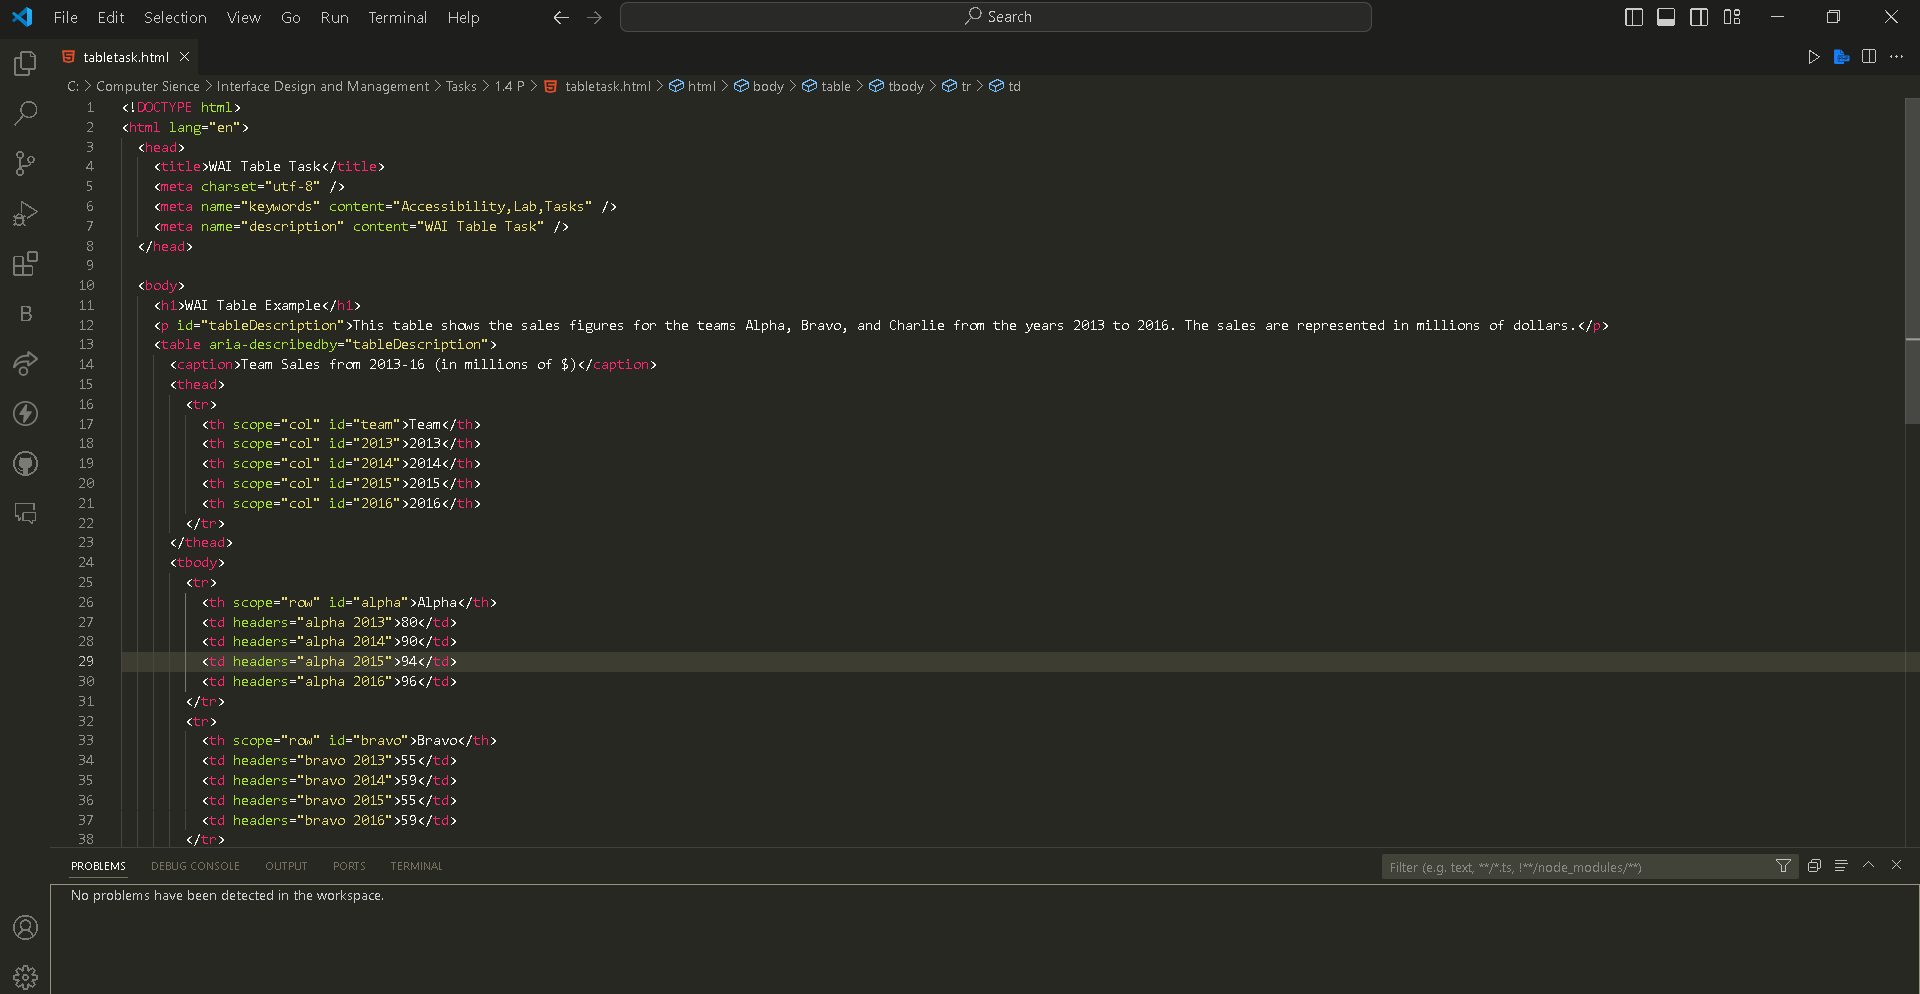 File Edit Selection View Go Run Terminal Help Search
tabletask.html
C: > Computer Sience > Interface Design and Management > Tasks > 1.4 P > tabletask.html > html > body > table > tbody > tr > td
1 <!DOCTYPE html>
2 <html lang="en">
3 <head>
4 <title>WAI Table Task</title>
5 <meta charset="utf-8" />
6 <meta name="keywords" content="Accessibility,Lab,Tasks" />
7 <meta name="description" content="WAI Table Task" />
8 </head>
9
10 <body>
11 <h1>WAI Table Example</h1>
12 <p id="tableDescription">This table shows the sales figures for the teams Alpha, Bravo, and Charlie from the years 2013 to 2016. The sales are represented in millions of dollars.</p>
13 <table aria-describedby="tableDescription">
14 <caption>Team Sales from 2013-16 (in millions of $)</caption>
15 <thead>
16 <tr>
17 <th scope="col" id="team">Team</th>
18 <th scope="col" id="2013">2013</th>
19 <th scope="col" id="2014">2014</th>
20 <th scope="col" id="2015">2015</th>
21 <th scope="col" id="2016">2016</th>
22 </tr>
23 </thead>
24 <tbody>
25 <tr>
26 <th scope="row" id="alpha">Alpha</th>
27 <td headers="alpha 2013">80</td>
28 <td headers="alpha 2014">90</td>
29 <td headers="alpha 2015">94</td>
30 <td headers="alpha 2016">96</td>
31 </tr>
32 <tr>
33 <th scope="row" id="bravo">Bravo</th>
34 <td headers="bravo 2013">55</td>
35 <td headers="bravo 2014">59</td>
36 <td headers="bravo 2015">55</td>
37 <td headers="bravo 2016">59</td>
38 </tr>
PROBLEMS DEBUG CONSOLE OUTPUT PORTS TERMINAL Filter (e.g. text, **/*.ts, !**/node_modules/**)
No problems have been detected in the workspace.